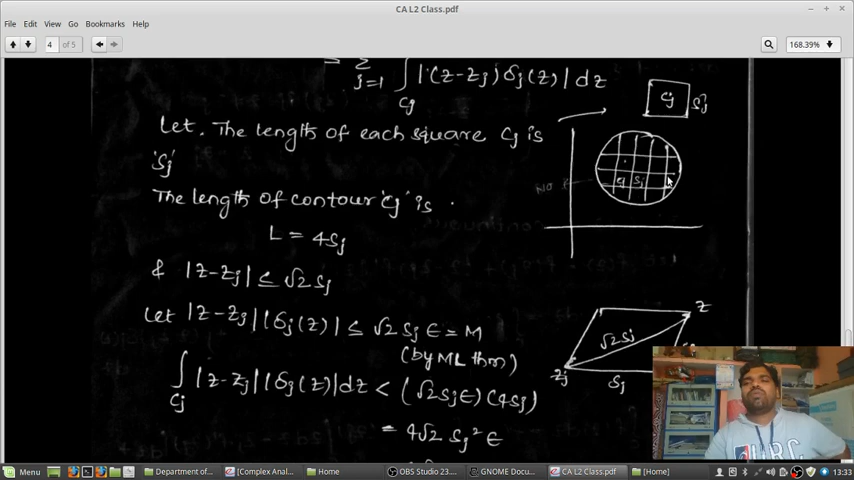 CA L2 Class.pdf
File Edit View Go Bookmarks Help
4 of 5
168.39%
j=1 ∫ |(z-zj) δj(z)| dz
Cj
Let. The length of each square Cj is
'Sj'
The length of contour 'Cj' is .
L = 4Sj
& |z-zj| ≤ √2 Sj
Let |z-zj| |δj(z)| ≤ √2 Sj ε = M
(by ML thm)
∫ |z-zj| |δj(z)| dz < (√2Sjε)(4Sj)
Cj
= 4√2 Sj² ε
Cj Sj
Cj Sj
z
√2Sj
zj Sj
Menu
Department of...
[Complex Anal...
Home
OBS Studio 23....
GNOME Docu...
CA L2 Class.pdf
[Home]
13:33